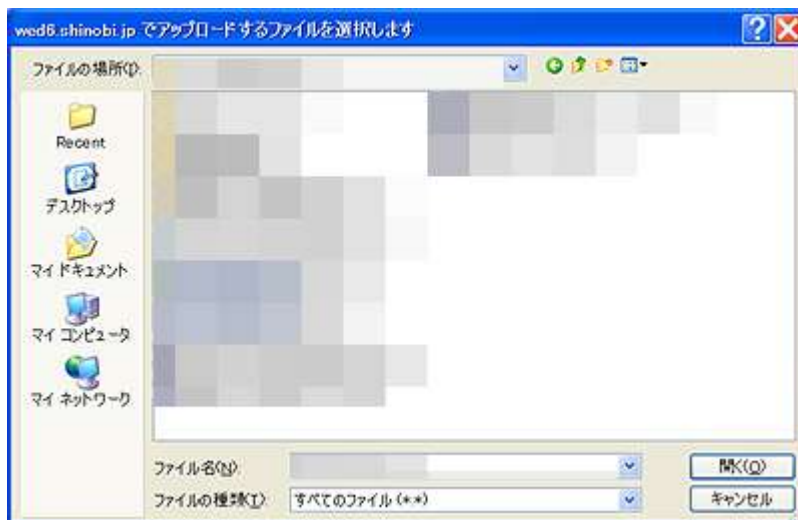 wed6.shinobi.jp でアップロードするファイルを選択します
ファイルの場所(I):
Recent
デスクトップ
マイ ドキュメント
マイ コンピュータ
マイ ネットワーク
ファイル名(N):
開く(O)
ファイルの種類(T):
すべてのファイル (*.*)
キャンセル